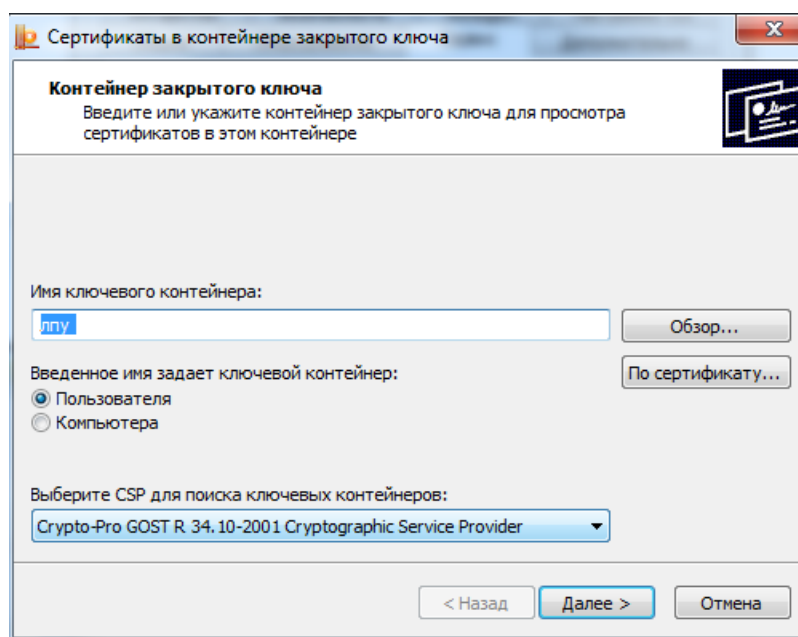 Сертификаты в контейнере закрытого ключа
Контейнер закрытого ключа
Введите или укажите контейнер закрытого ключа для просмотра
сертификатов в этом контейнере
Имя ключевого контейнера:
лпу
Обзор...
Введенное имя задает ключевой контейнер:
По сертификату...
Пользователя
Компьютера
Выберите CSP для поиска ключевых контейнеров:
Crypto-Pro GOST R 34.10-2001 Cryptographic Service Provider
< Назад
Далее >
Отмена